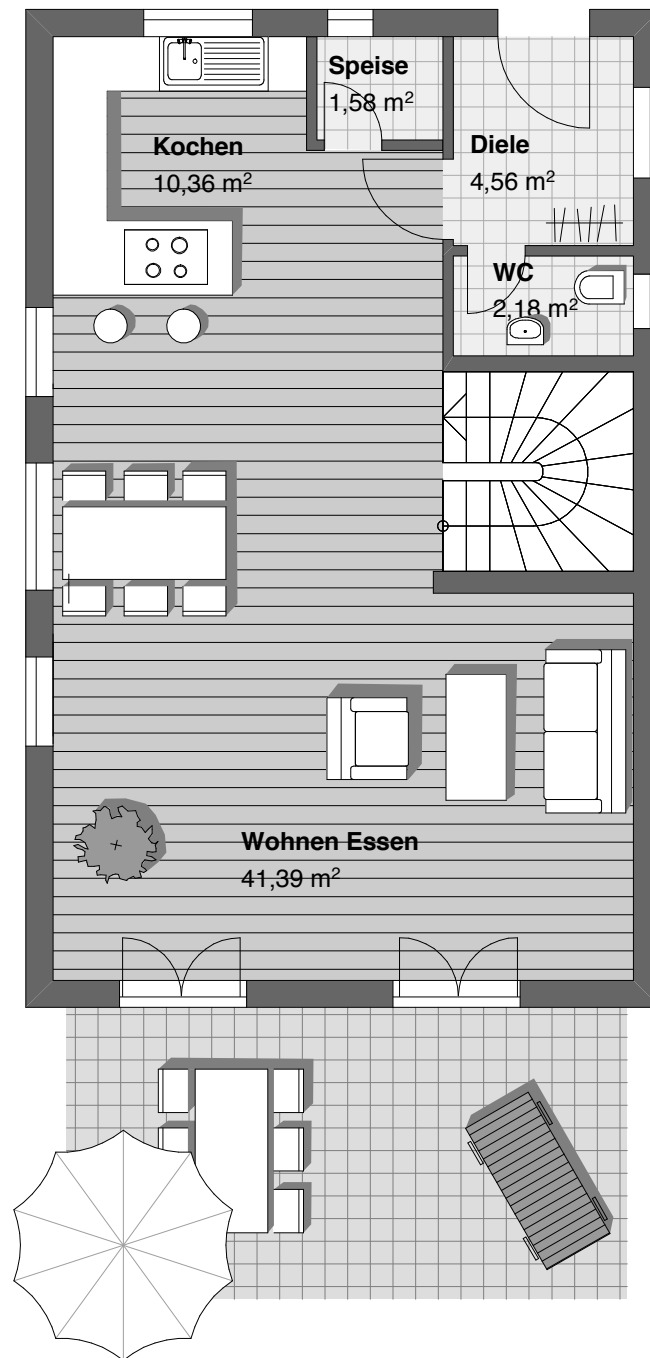 Speise
1,58 m²
Kochen
10,36 m²
Diele
4,56 m²
WC
2,18 m²
Wohnen Essen
41,39 m²